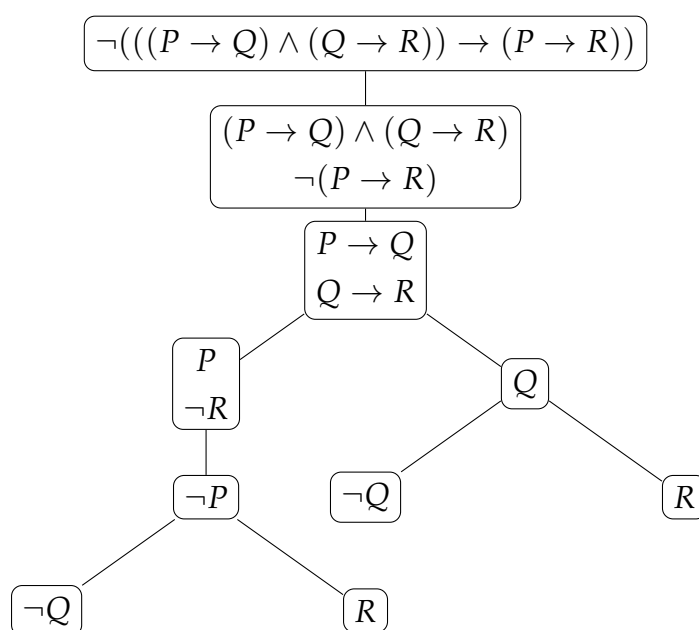 ¬(((P → Q) ∧ (Q → R)) → (P → R))
(P → Q) ∧ (Q → R)
¬(P → R)
P → Q
Q → R
P
¬R
Q
¬P
¬Q
R
¬Q
R